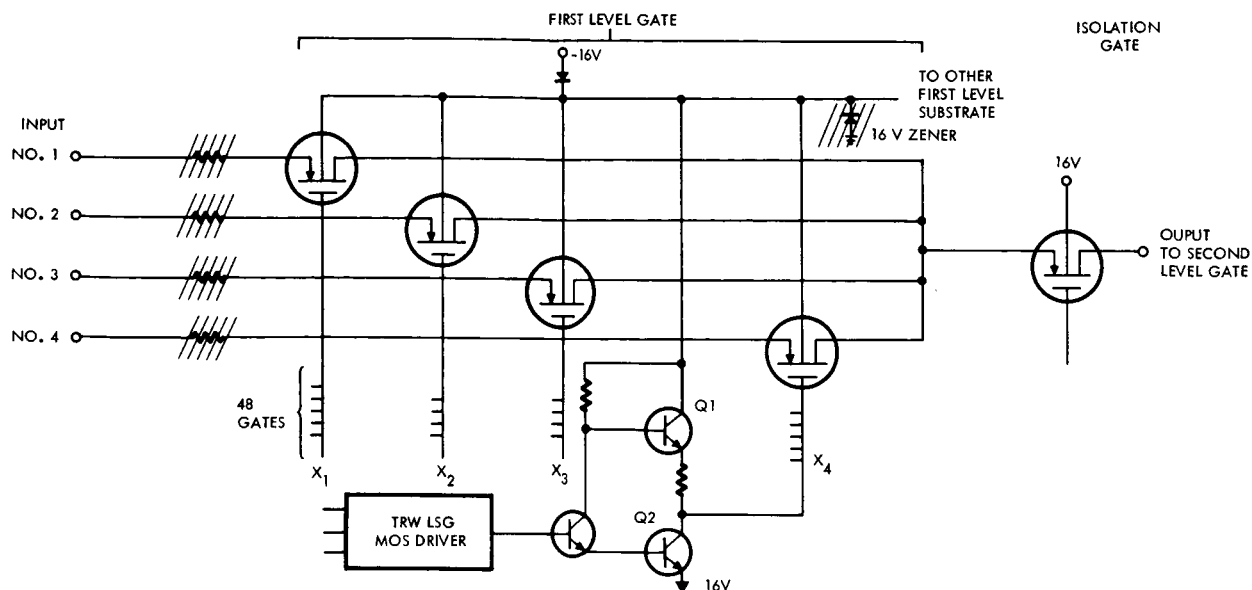 FIRST LEVEL GATE
ISOLATION
GATE
-16V
TO OTHER
FIRST LEVEL
SUBSTRATE
INPUT
16 V ZENER
NO. 1
16V
NO. 2
OUPUT
TO SECOND
LEVEL GATE
NO. 3
NO. 4
Q1
48
GATES
X1
X2
X3
X4
TRW LSG
MOS DRIVER
Q2
16V